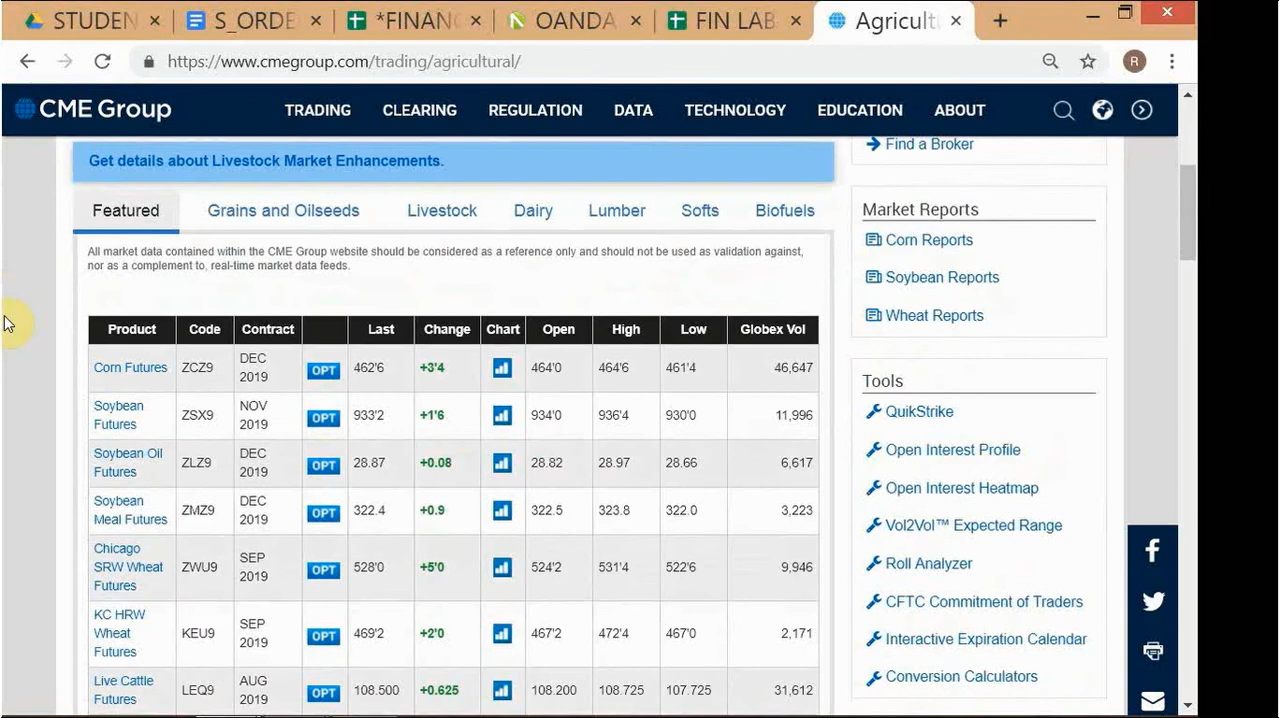 STUDEN
S_ORDE
*FINAN
OANDA
FIN LAB
Agricult
https://www.cmegroup.com/trading/agricultural/
R
CME Group
TRADING CLEARING REGULATION DATA TECHNOLOGY EDUCATION ABOUT
Get details about Livestock Market Enhancements.
Featured Grains and Oilseeds Livestock Dairy Lumber Softs Biofuels
All market data contained within the CME Group website should be considered as a reference only and should not be used as validation against,
nor as a complement to, real-time market data feeds.
Product Code Contract Last Change Chart Open High Low Globex Vol
Corn Futures ZCZ9 DEC 2019 OPT 462'6 +3'4 464'0 464'6 461'4 46,647
Soybean Futures ZSX9 NOV 2019 OPT 933'2 +1'6 934'0 936'4 930'0 11,996
Soybean Oil Futures ZLZ9 DEC 2019 OPT 28.87 +0.08 28.82 28.97 28.66 6,617
Soybean Meal Futures ZMZ9 DEC 2019 OPT 322.4 +0.9 322.5 323.8 322.0 3,223
Chicago SRW Wheat Futures ZWU9 SEP 2019 OPT 528'0 +5'0 524'2 531'4 522'6 9,946
KC HRW Wheat Futures KEU9 SEP 2019 OPT 469'2 +2'0 467'2 472'4 467'0 2,171
Live Cattle Futures LEQ9 AUG 2019 OPT 108.500 +0.625 108.200 108.725 107.725 31,612
Find a Broker
Market Reports
Corn Reports
Soybean Reports
Wheat Reports
Tools
QuikStrike
Open Interest Profile
Open Interest Heatmap
Vol2Vol™ Expected Range
Roll Analyzer
CFTC Commitment of Traders
Interactive Expiration Calendar
Conversion Calculators